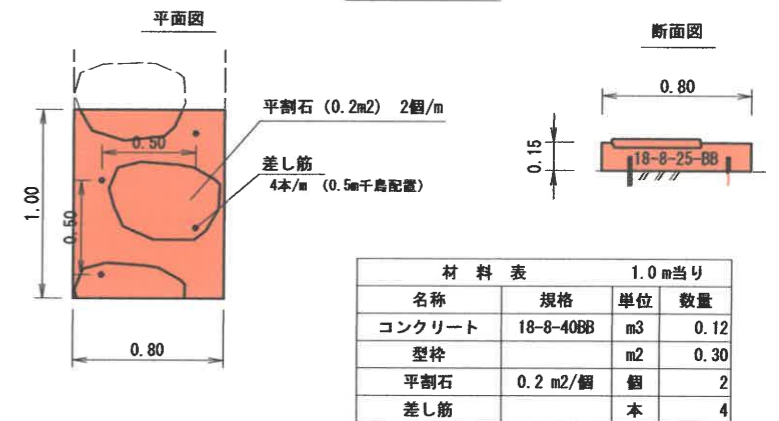 平面図
断面図
平割石 (0.2m2) 2個/m
0.50
差し筋
4本/m (0.5m千鳥配置)
1.00
0.50
0.80
0.80
0.15
18-8-25-BB
材 料 表 1.0m当り
名称 規格 単位 数量
コンクリート 18-8-40BB m3 0.12
型枠 m2 0.30
平割石 0.2 m2/個 個 2
差し筋 本 4